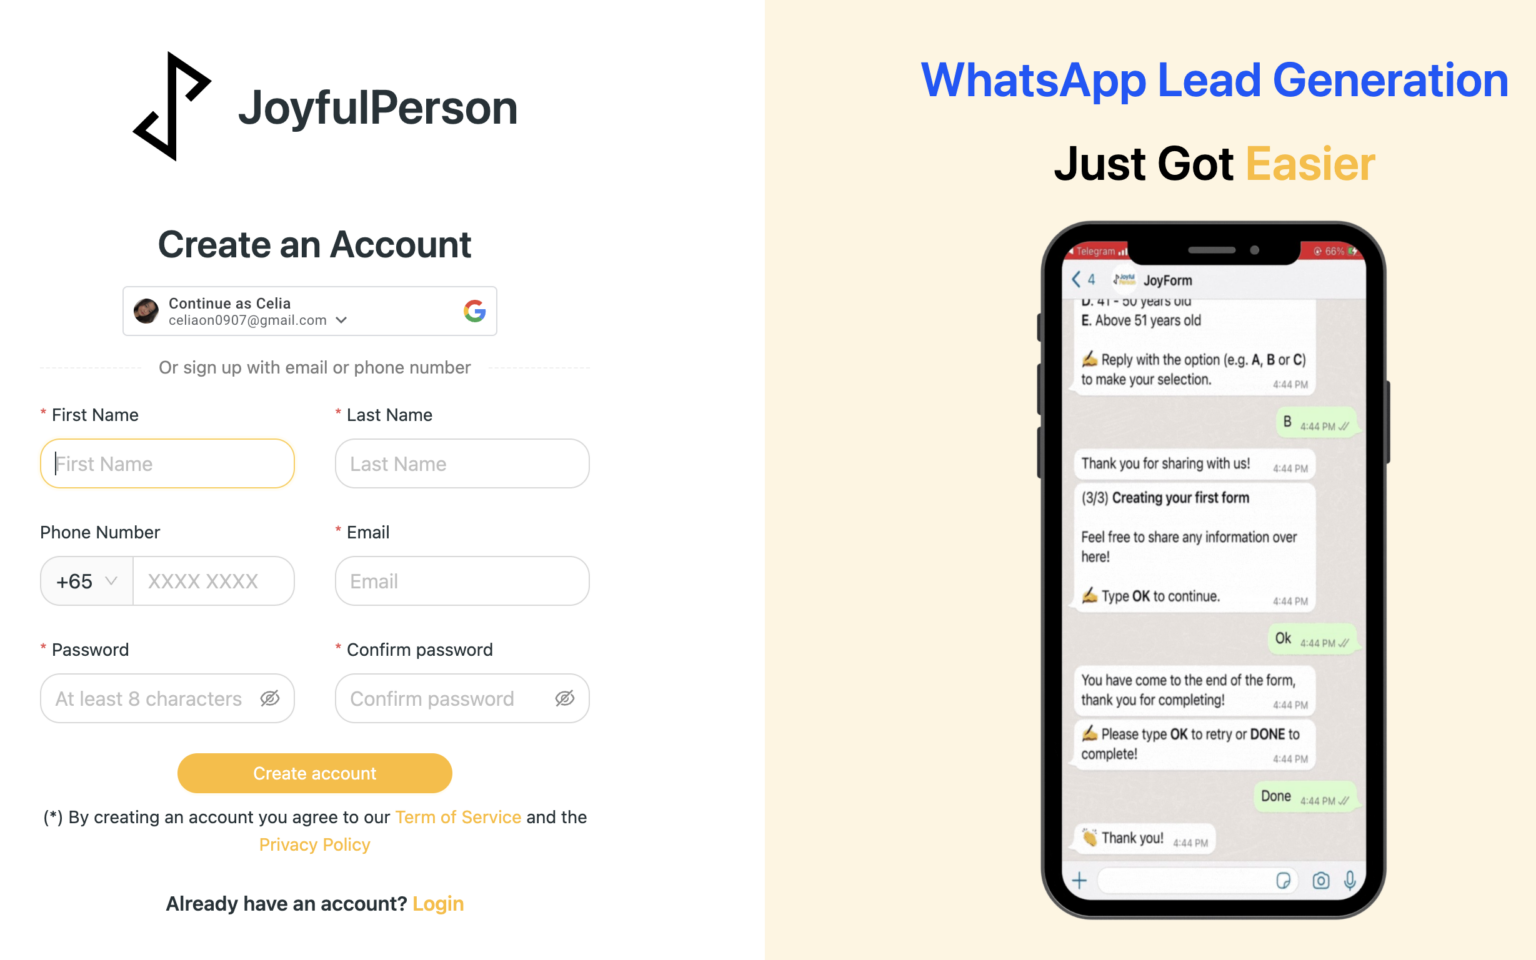 JoyfulPerson
Create an Account
Continue as Celia
celiaon0907@gmail.com
Or sign up with email or phone number
* First Name
* Last Name
First Name
Last Name
Phone Number
* Email
+65
XXXX XXXX
Email
* Password
* Confirm password
At least 8 characters
Confirm password
Create account
(*) By creating an account you agree to our Term of Service and the
Privacy Policy
Already have an account? Login
WhatsApp Lead Generation
Just Got Easier
Telegram
66%
4
JoyForm
D. 41 - 50 years old
E. Above 51 years old
✍️ Reply with the option (e.g. A, B or C)
to make your selection.
4:44 PM
B
4:44 PM
Thank you for sharing with us!
4:44 PM
(3/3) Creating your first form
Feel free to share any information over
here!
✍️ Type OK to continue.
4:44 PM
Ok
4:44 PM
You have come to the end of the form,
thank you for completing!
4:44 PM
✍️ Please type OK to retry or DONE to
complete!
4:44 PM
Done
4:44 PM
👏 Thank you!
4:44 PM